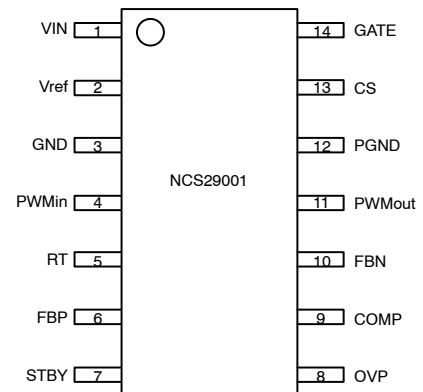 VIN 1 14 GATE
Vref 2 13 CS
GND 3 12 PGND
NCS29001
PWMin 4 11 PWMout
RT 5 10 FBN
FBP 6 9 COMP
STBY 7 8 OVP